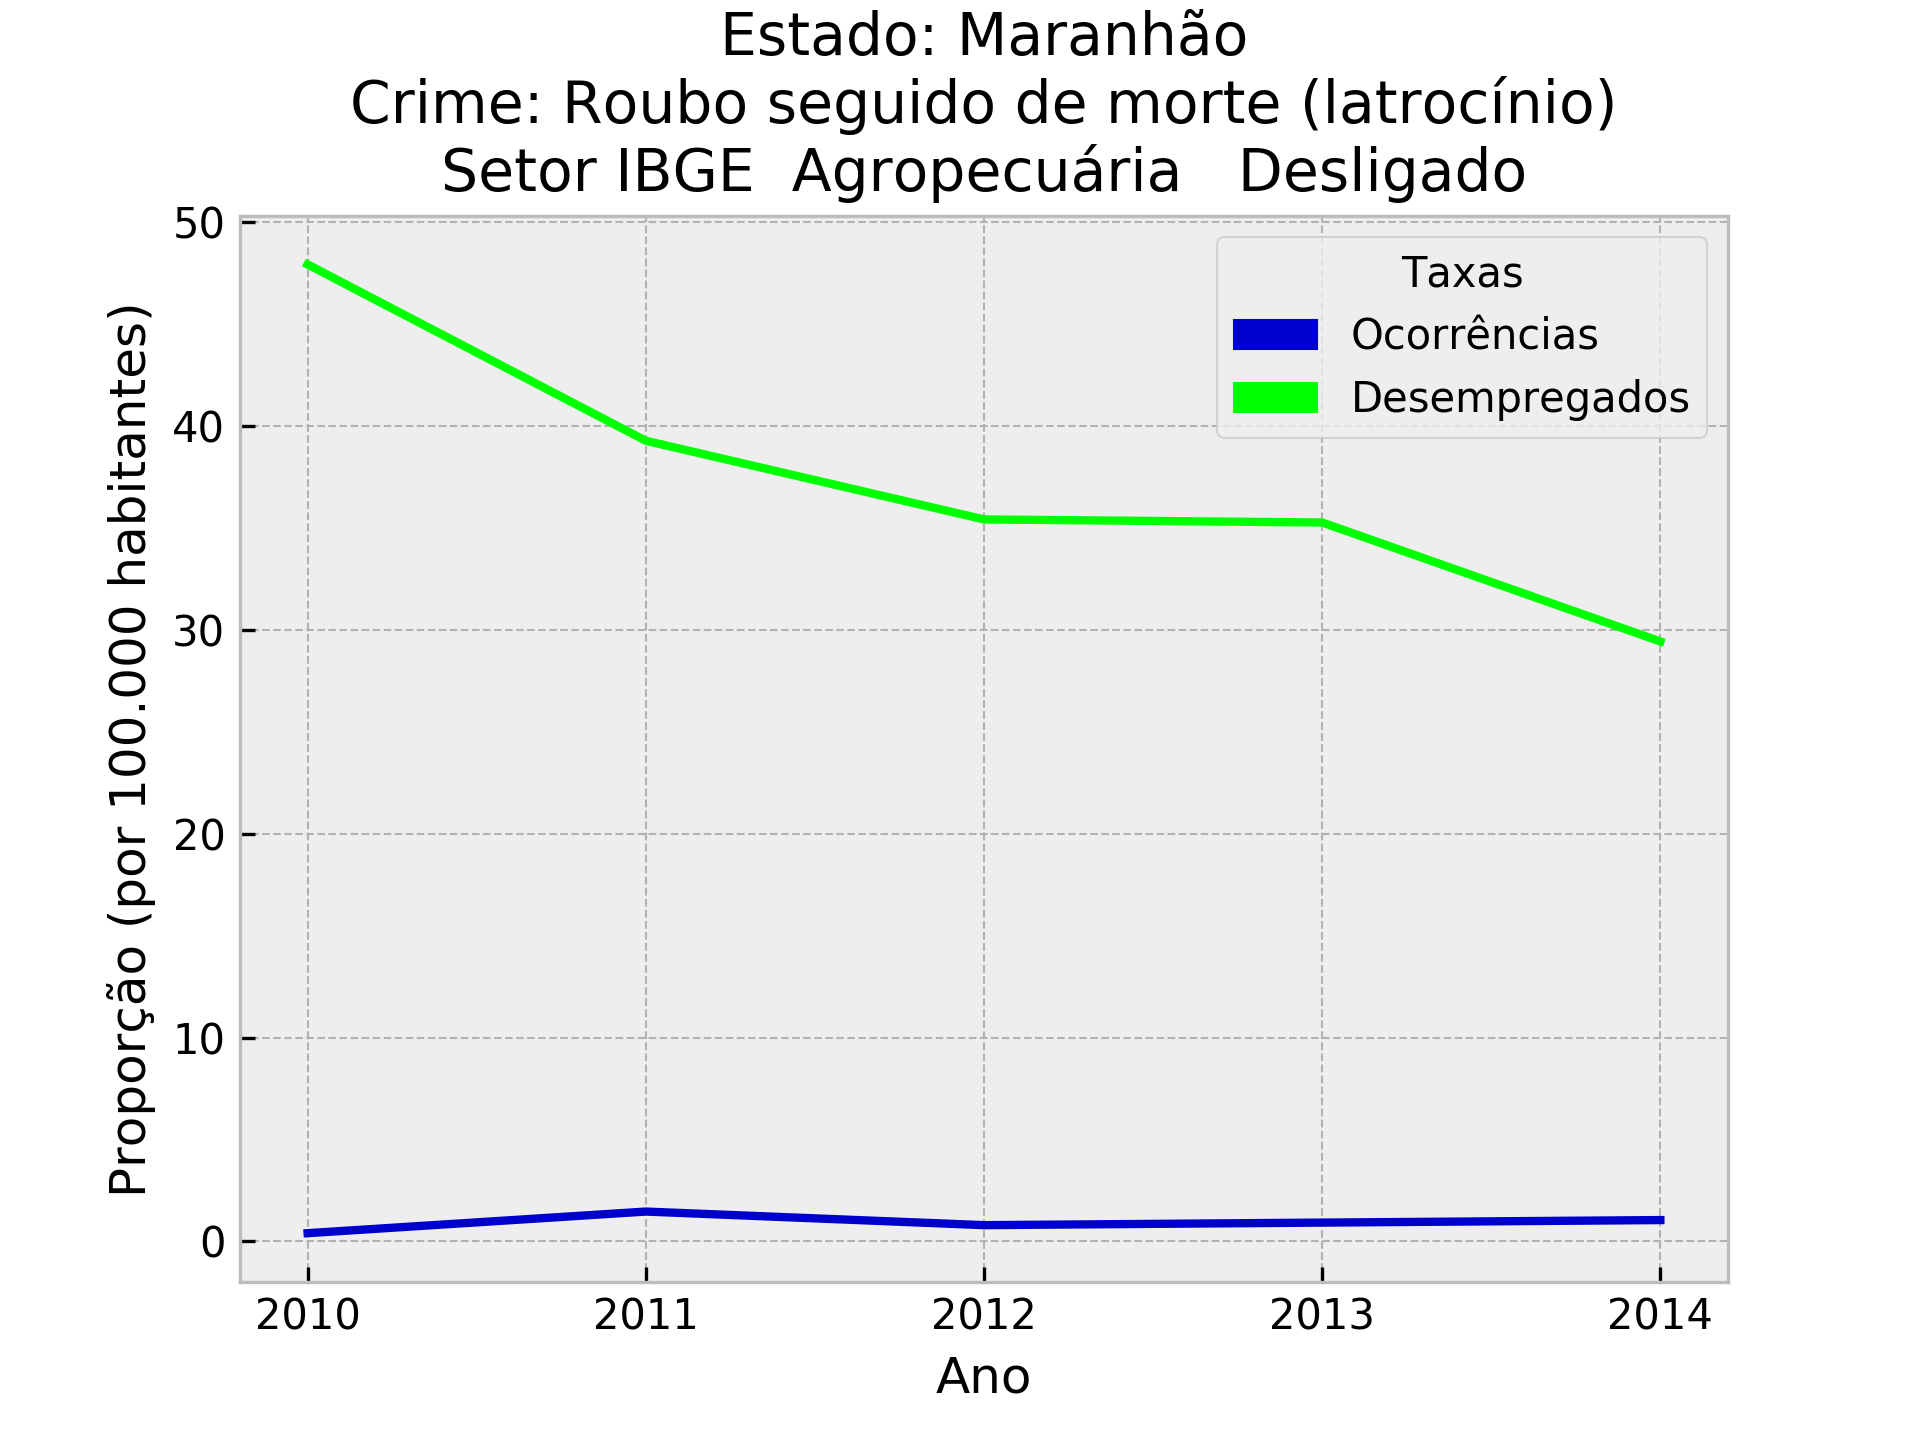 Estado: Maranhão
Crime: Roubo seguido de morte (latrocínio)
Setor IBGE  Agropecuária   Desligado
Taxas
Ocorrências
Desempregados
Proporção (por 100.000 habitantes)
50
40
30
20
10
0
2010 2011 2012 2013 2014
Ano